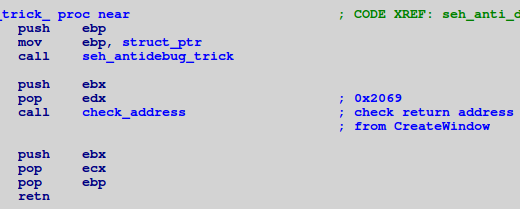 _trick_ proc near ; CODE XREF: seh_anti_d
push ebp
mov ebp, struct_ptr
call seh_antidebug_trick
push ebx
pop edx ; 0x2069
call check_address ; check return address
; from CreateWindow
push ebx
pop ecx
pop ebp
retn